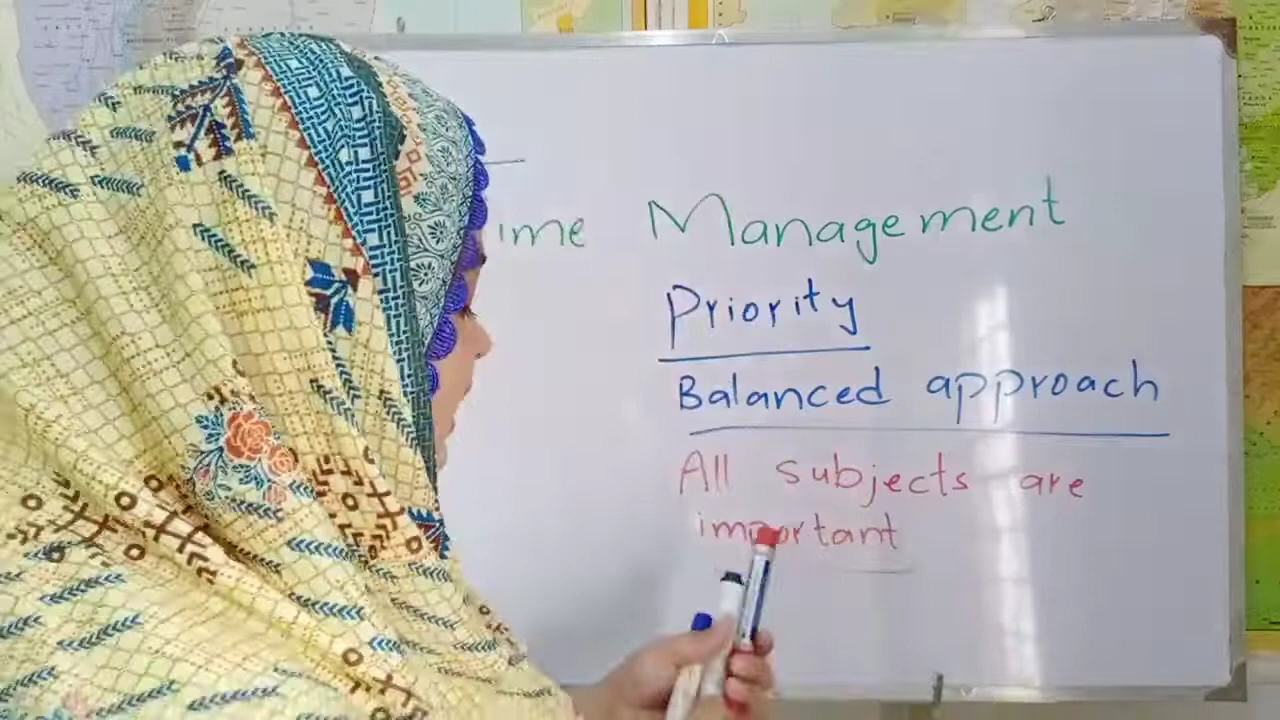 ime Management
Priority
Balanced approach
All subjects are
important